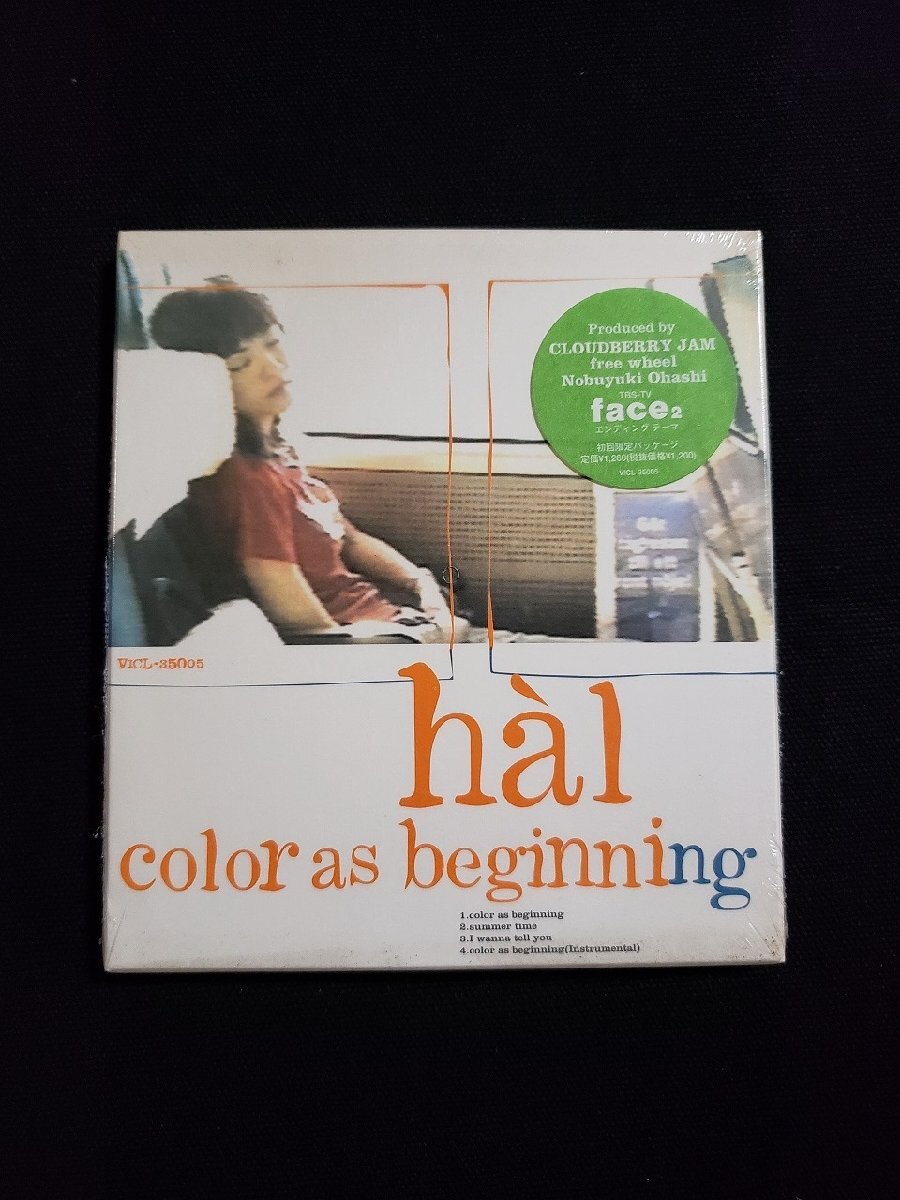 Produced by
CLOUDBERRY JAM
free wheel
Nobuyuki Ohashi
TBS-TV
face2
エンディングテーマ
初回限定パッケージ
定価¥1,260(税抜価格¥1,200)
VICL-35005
VICL-35005
hàl
color as beginning
1.color as beginning
2.summer time
3.I wanna tell you
4.color as beginning(Instrumental)